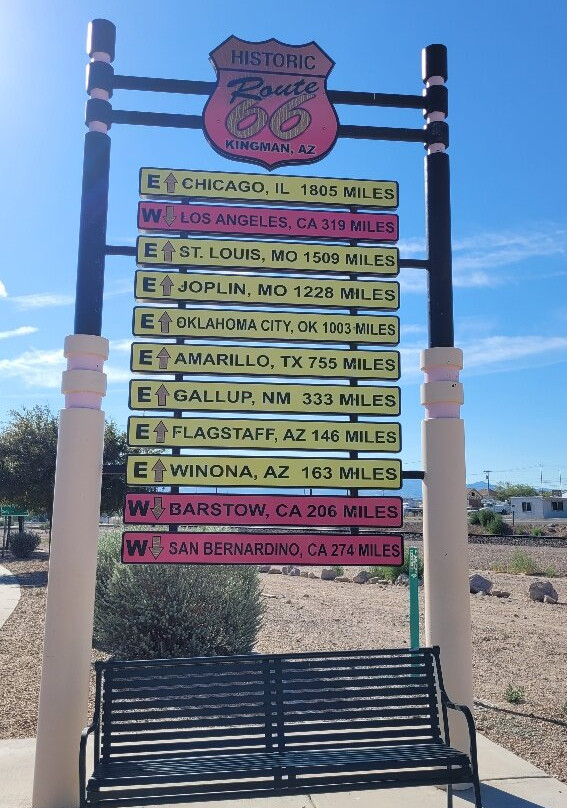 HISTORIC
Route
66
KINGMAN, AZ
E CHICAGO, IL 1805 MILES
W LOS ANGELES, CA 319 MILES
E ST. LOUIS, MO 1509 MILES
E JOPLIN, MO 1228 MILES
E OKLAHOMA CITY, OK 1003 MILES
E AMARILLO, TX 755 MILES
E GALLUP, NM 333 MILES
E FLAGSTAFF, AZ 146 MILES
E WINONA, AZ 163 MILES
W BARSTOW, CA 206 MILES
W SAN BERNARDINO, CA 274 MILES